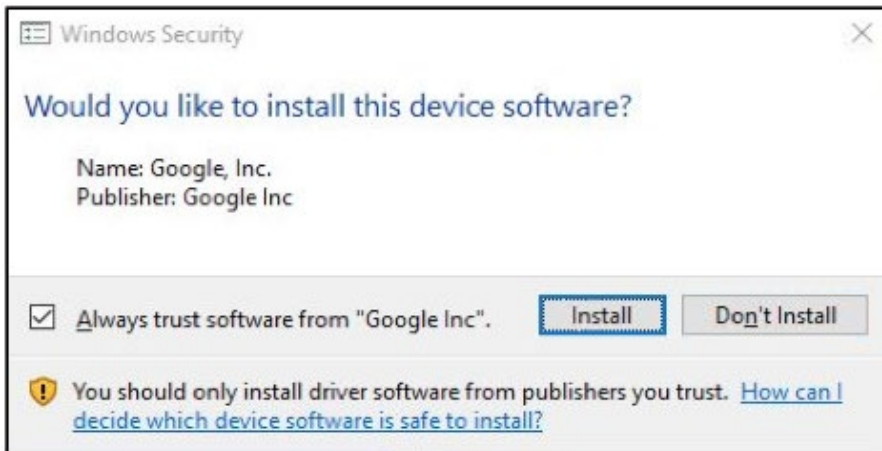 Windows Security
Would you like to install this device software?
Name: Google, Inc.
Publisher: Google Inc
Always trust software from "Google Inc".
Install
Don't Install
You should only install driver software from publishers you trust. How can I
decide which device software is safe to install?